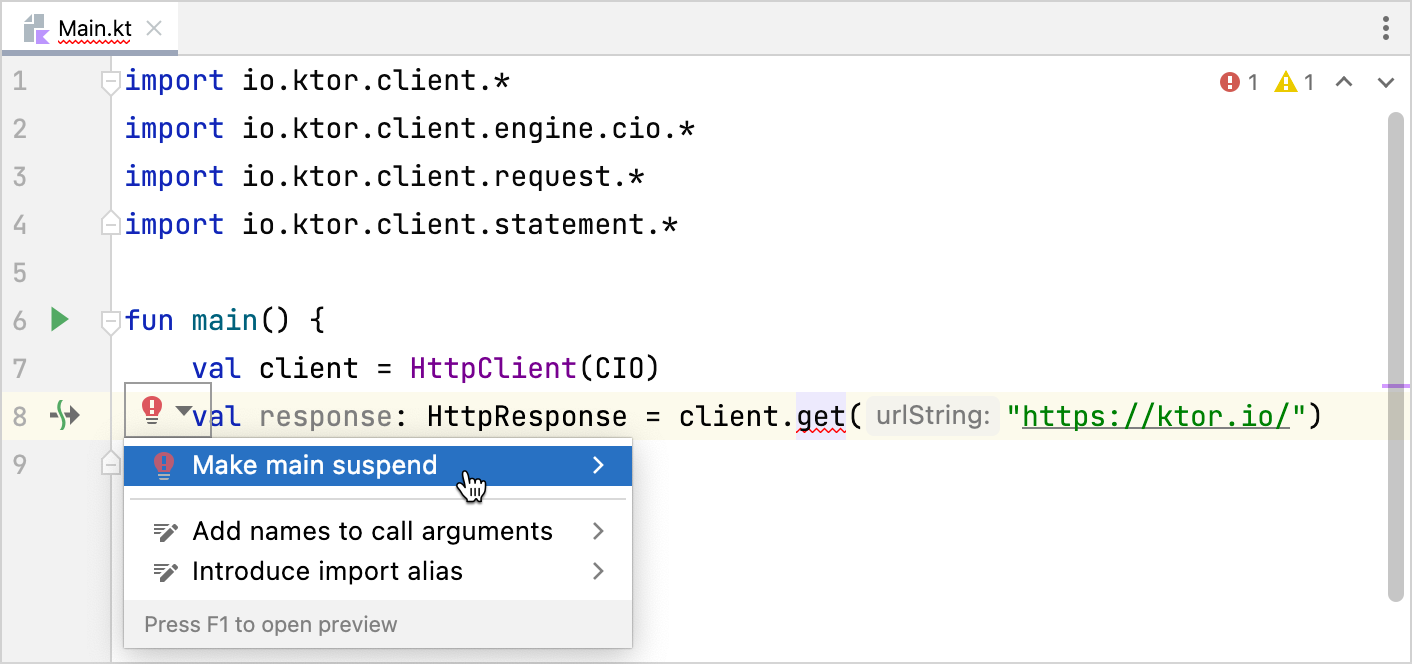 Main.kt
1 import io.ktor.client.*
1 1
2 import io.ktor.client.engine.cio.*
3 import io.ktor.client.request.*
4 import io.ktor.client.statement.*
5
6 fun main() {
7 val client = HttpClient(CIO)
8 val response: HttpResponse = client.get( urlString: "https://ktor.io/")
9
Make main suspend
Add names to call arguments
Introduce import alias
Press F1 to open preview